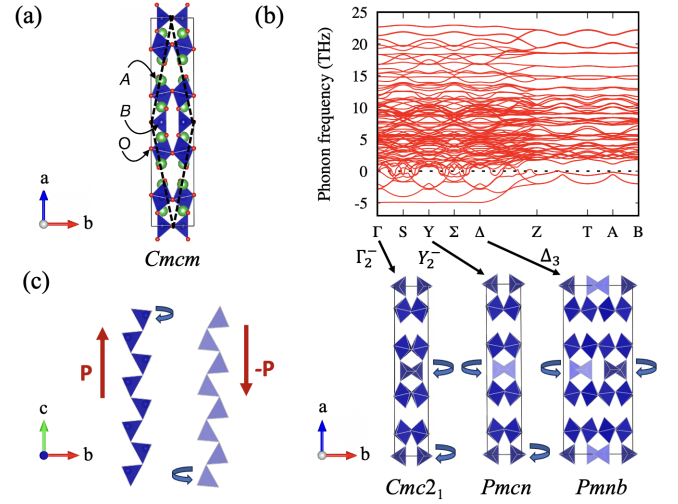 (a)
A
B
O
a
b
Cmcm
(b)
Phonon frequency (THz)
25
20
15
10
5
0
−5
Γ S Y Σ Δ Z T A B
Γ₂⁻ Y₂⁻ Δ₃
(c)
P
-P
c
b
a
b
Cmc2₁ Pmcn Pmnb